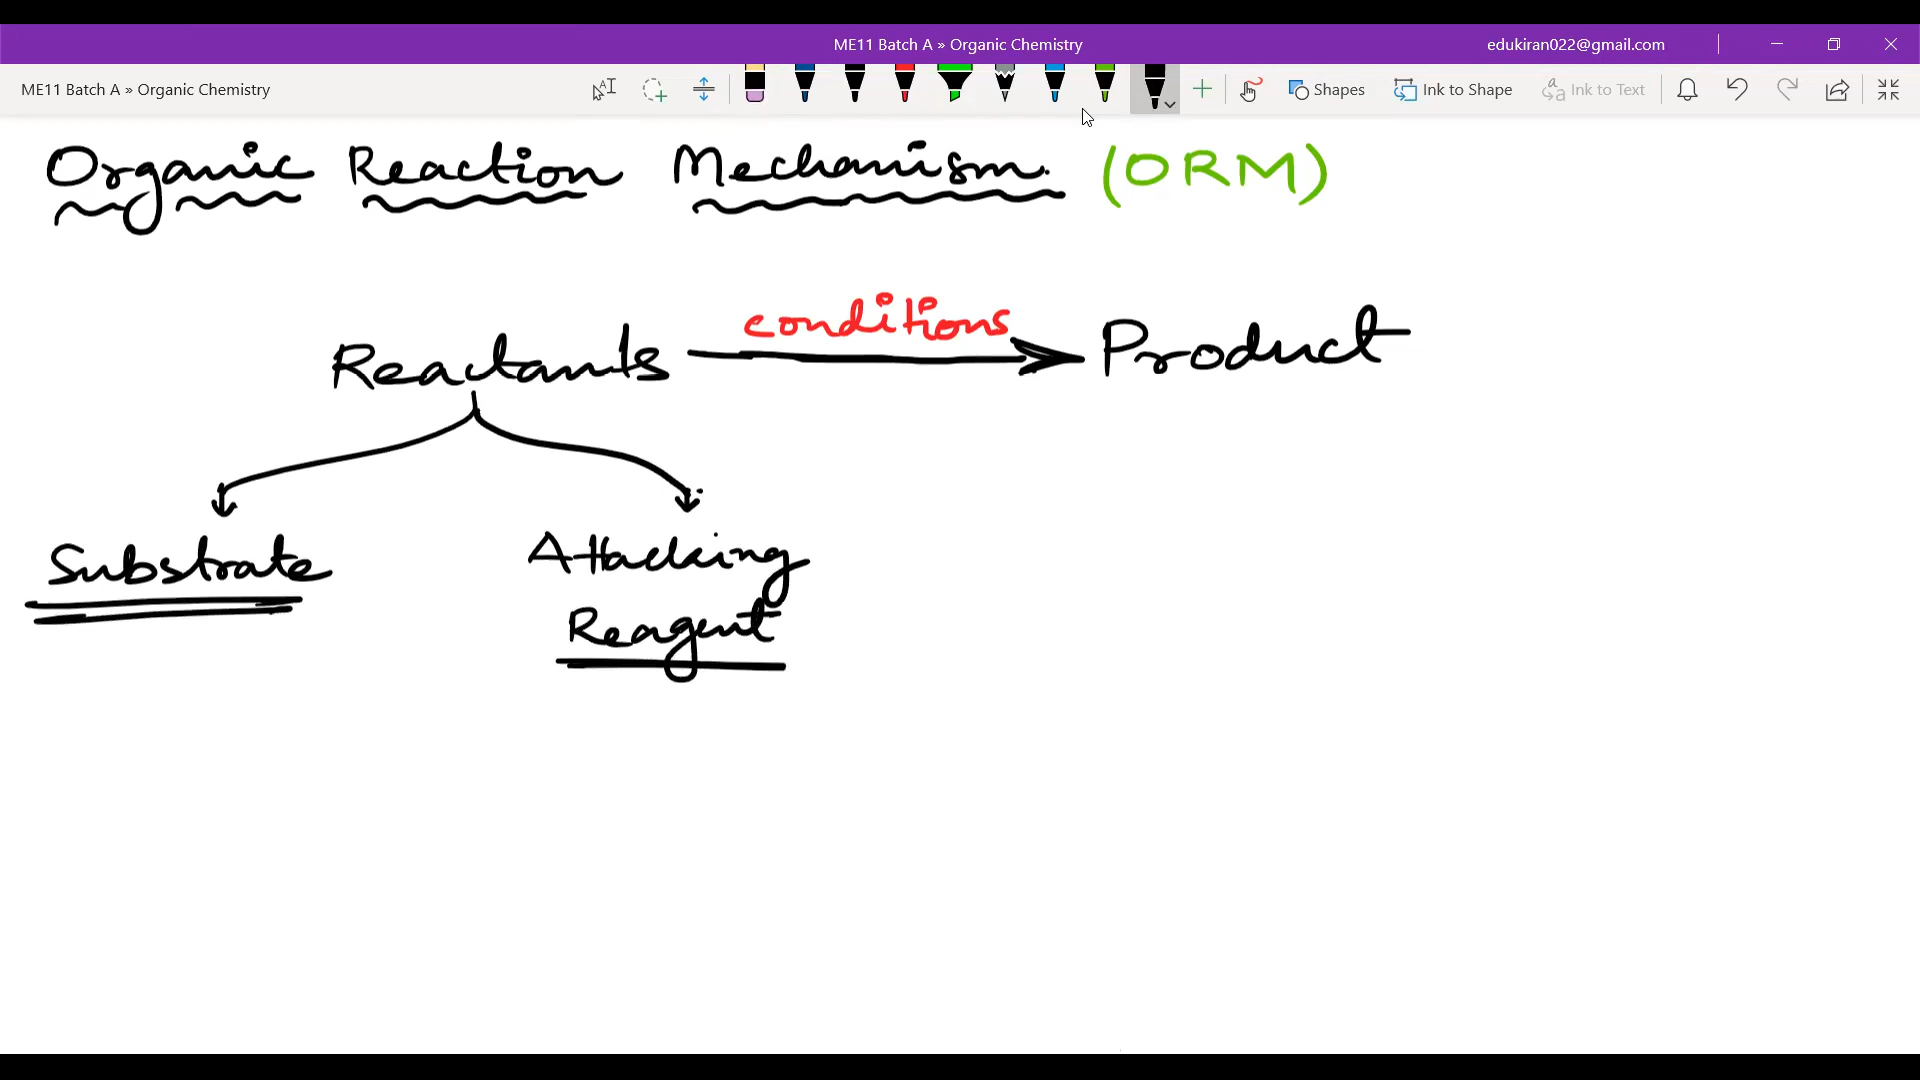 ME11 Batch A » Organic Chemistry
edukiran022@gmail.com
ME11 Batch A » Organic Chemistry
Shapes
Ink to Shape
Ink to Text
Organic Reaction Mechanism. (ORM)
Reactants conditions Product
Substrate Attacking
Reagent